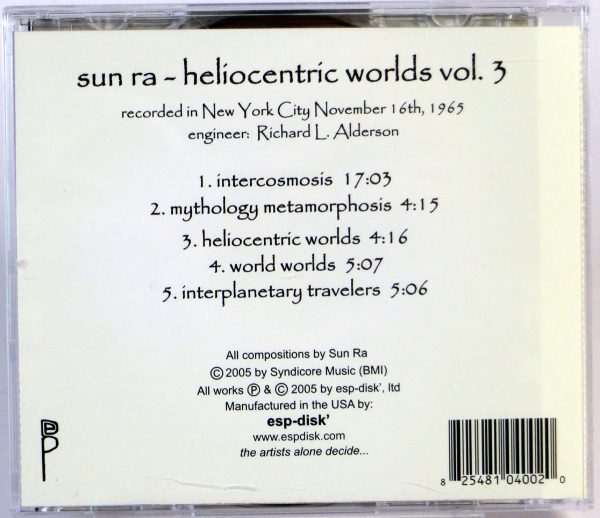 sun ra - heliocentric worlds vol. 3
recorded in New York City November 16th, 1965
engineer: Richard L. Alderson
1. intercosmosis 17:03
2. mythology metamorphosis 4:15
3. heliocentric worlds 4:16
4. world worlds 5:07
5. interplanetary travelers 5:06
All compositions by Sun Ra
© 2005 by Syndicore Music (BMI)
All works ℗ & © 2005 by esp-disk', ltd
Manufactured in the USA by:
esp-disk'
www.espdisk.com
the artists alone decide...
8 25481 04002 0